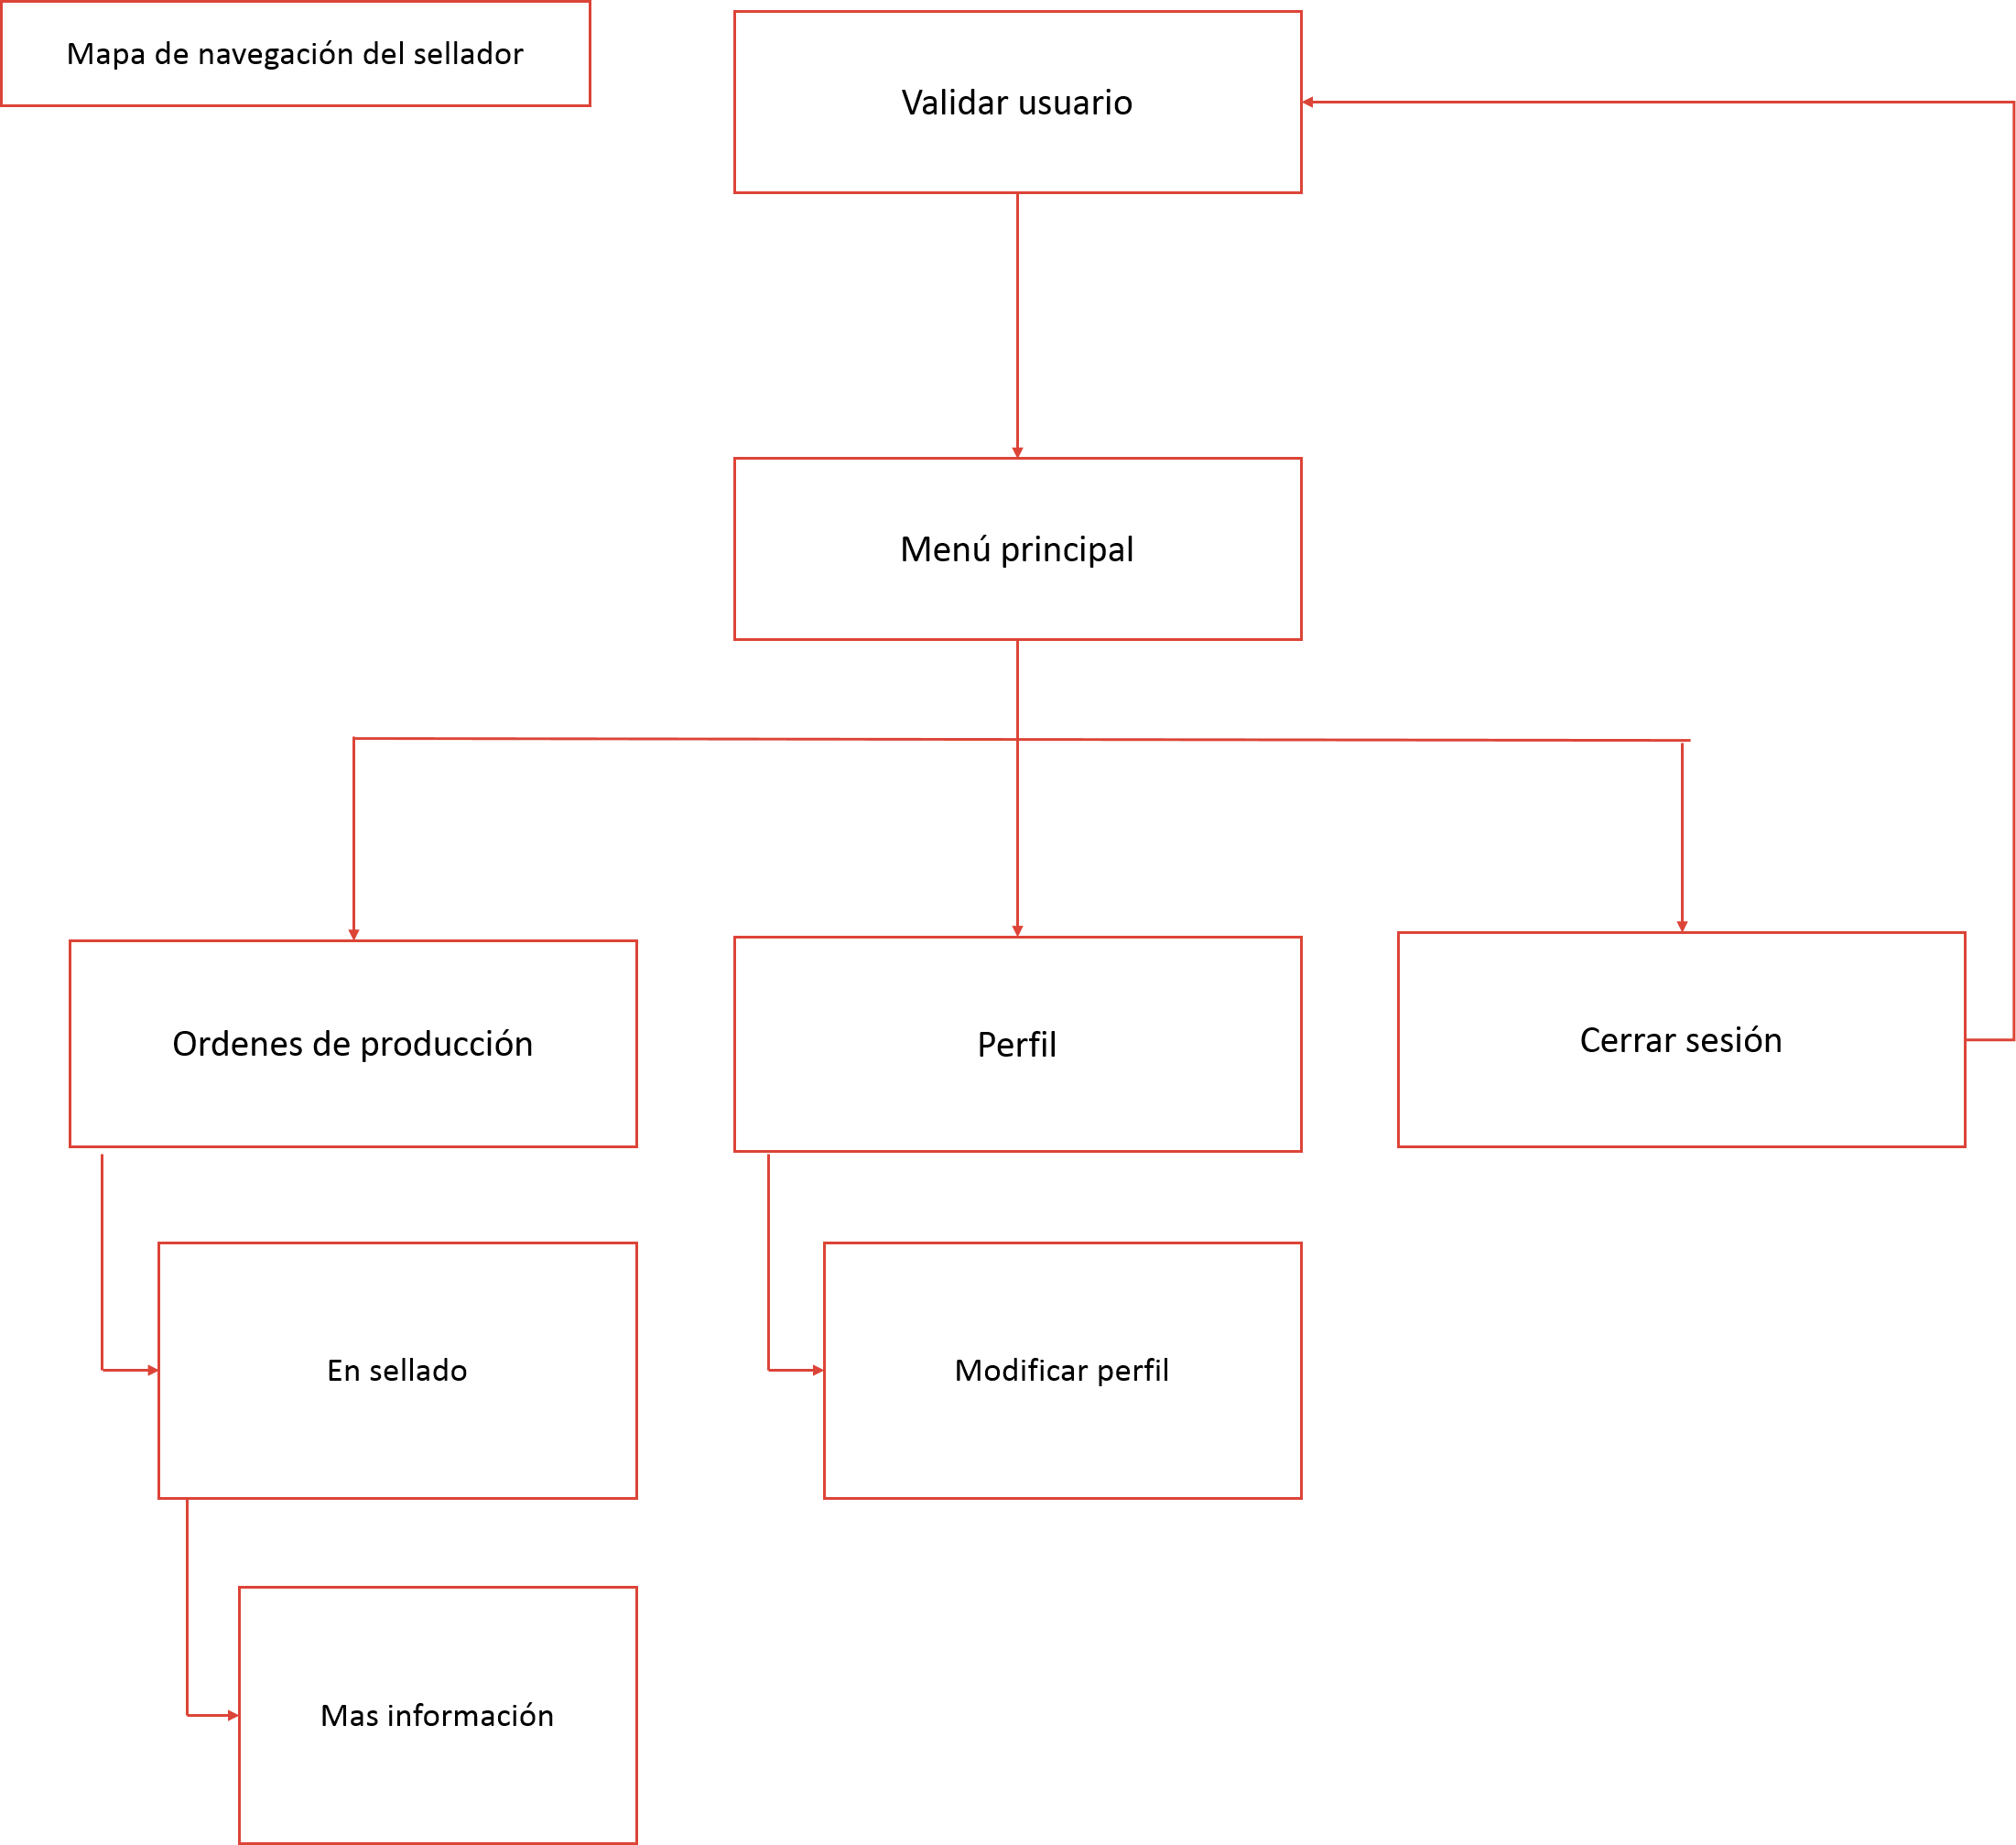 Mapa de navegación del sellador
Validar usuario
Menú principal
Ordenes de producción
Perfil
Cerrar sesión
En sellado
Modificar perfil
Mas información